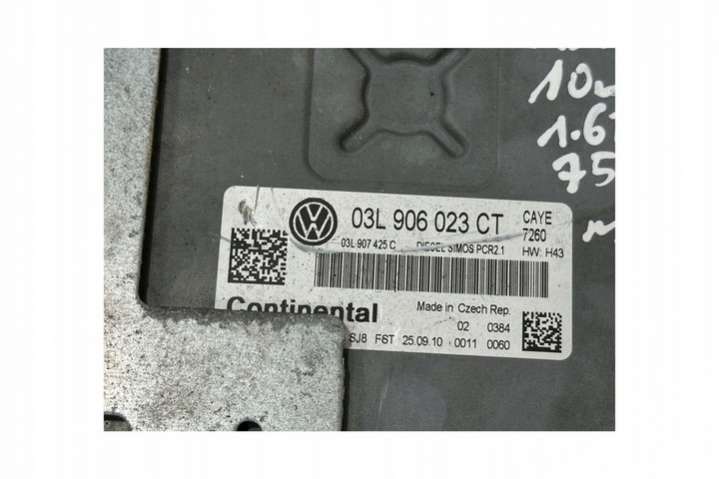 10
1.6
75
03L 906 023 CT CAYE
7260
03L 907 425 C DIESEL SIMOS PCR2.1 HW: H43
Continental Made in Czech Rep.
02 0384
SJ8 F6T 25.09.10 0011 0060